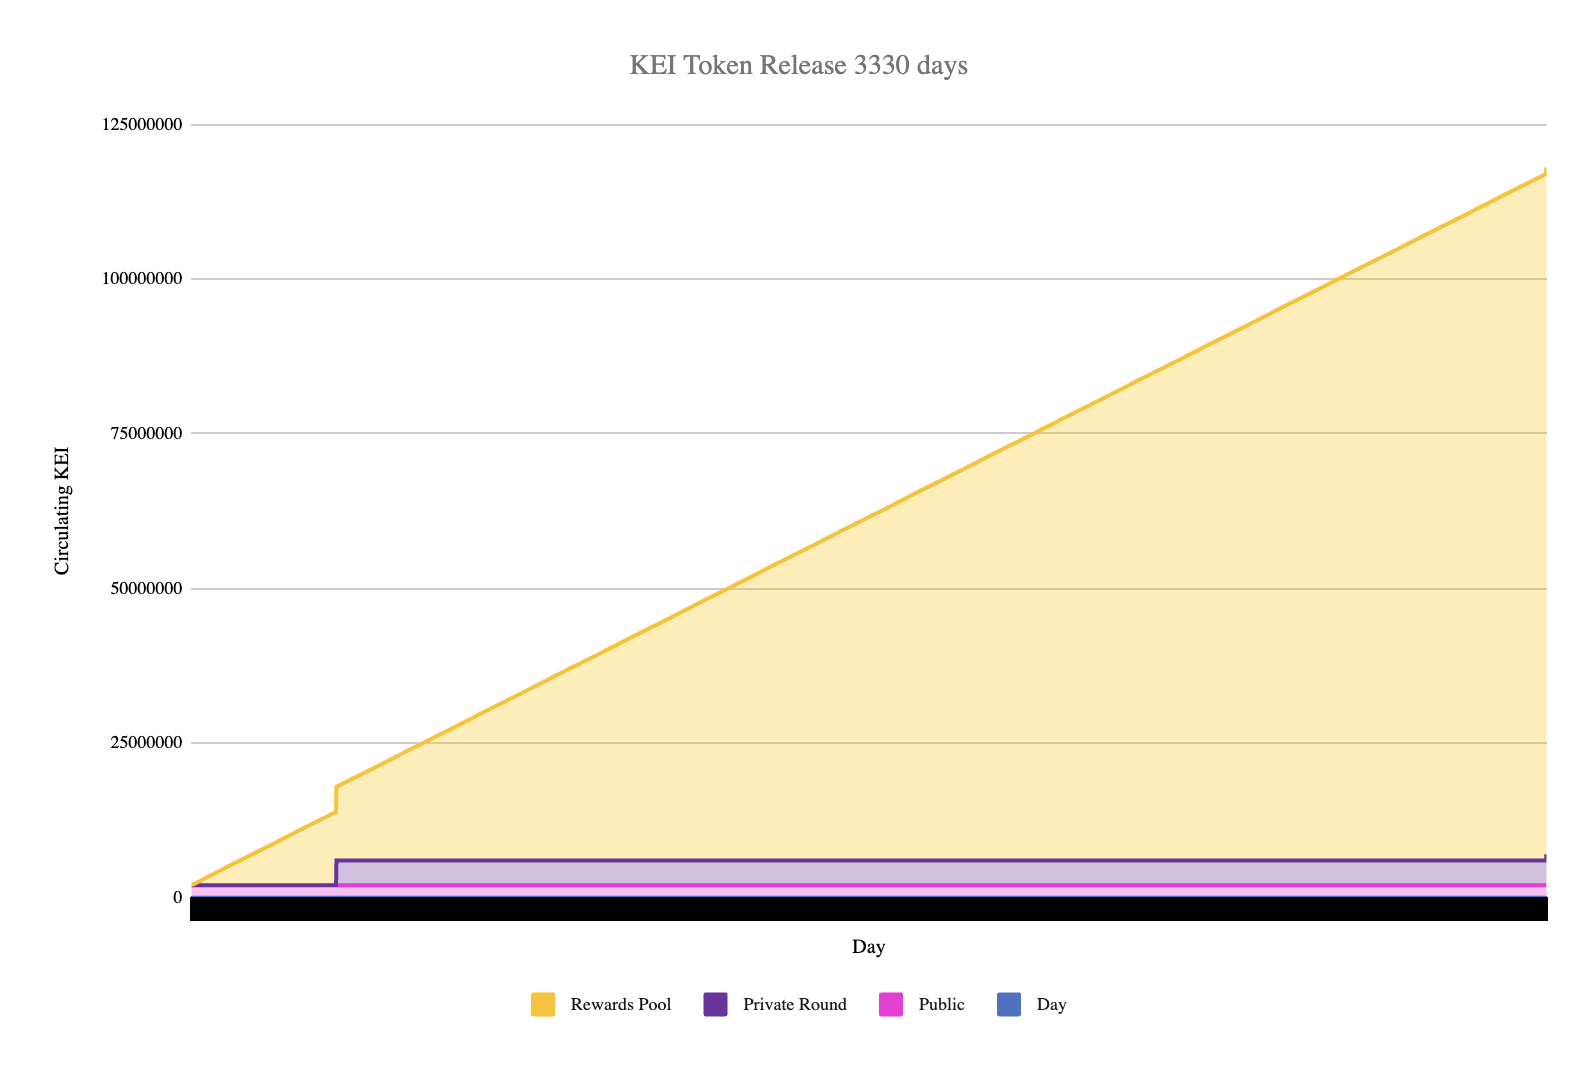 KEI Token Release 3330 days
125000000
100000000
75000000
50000000
25000000
0
Circulating KEI
Day
Rewards Pool
Private Round
Public
Day